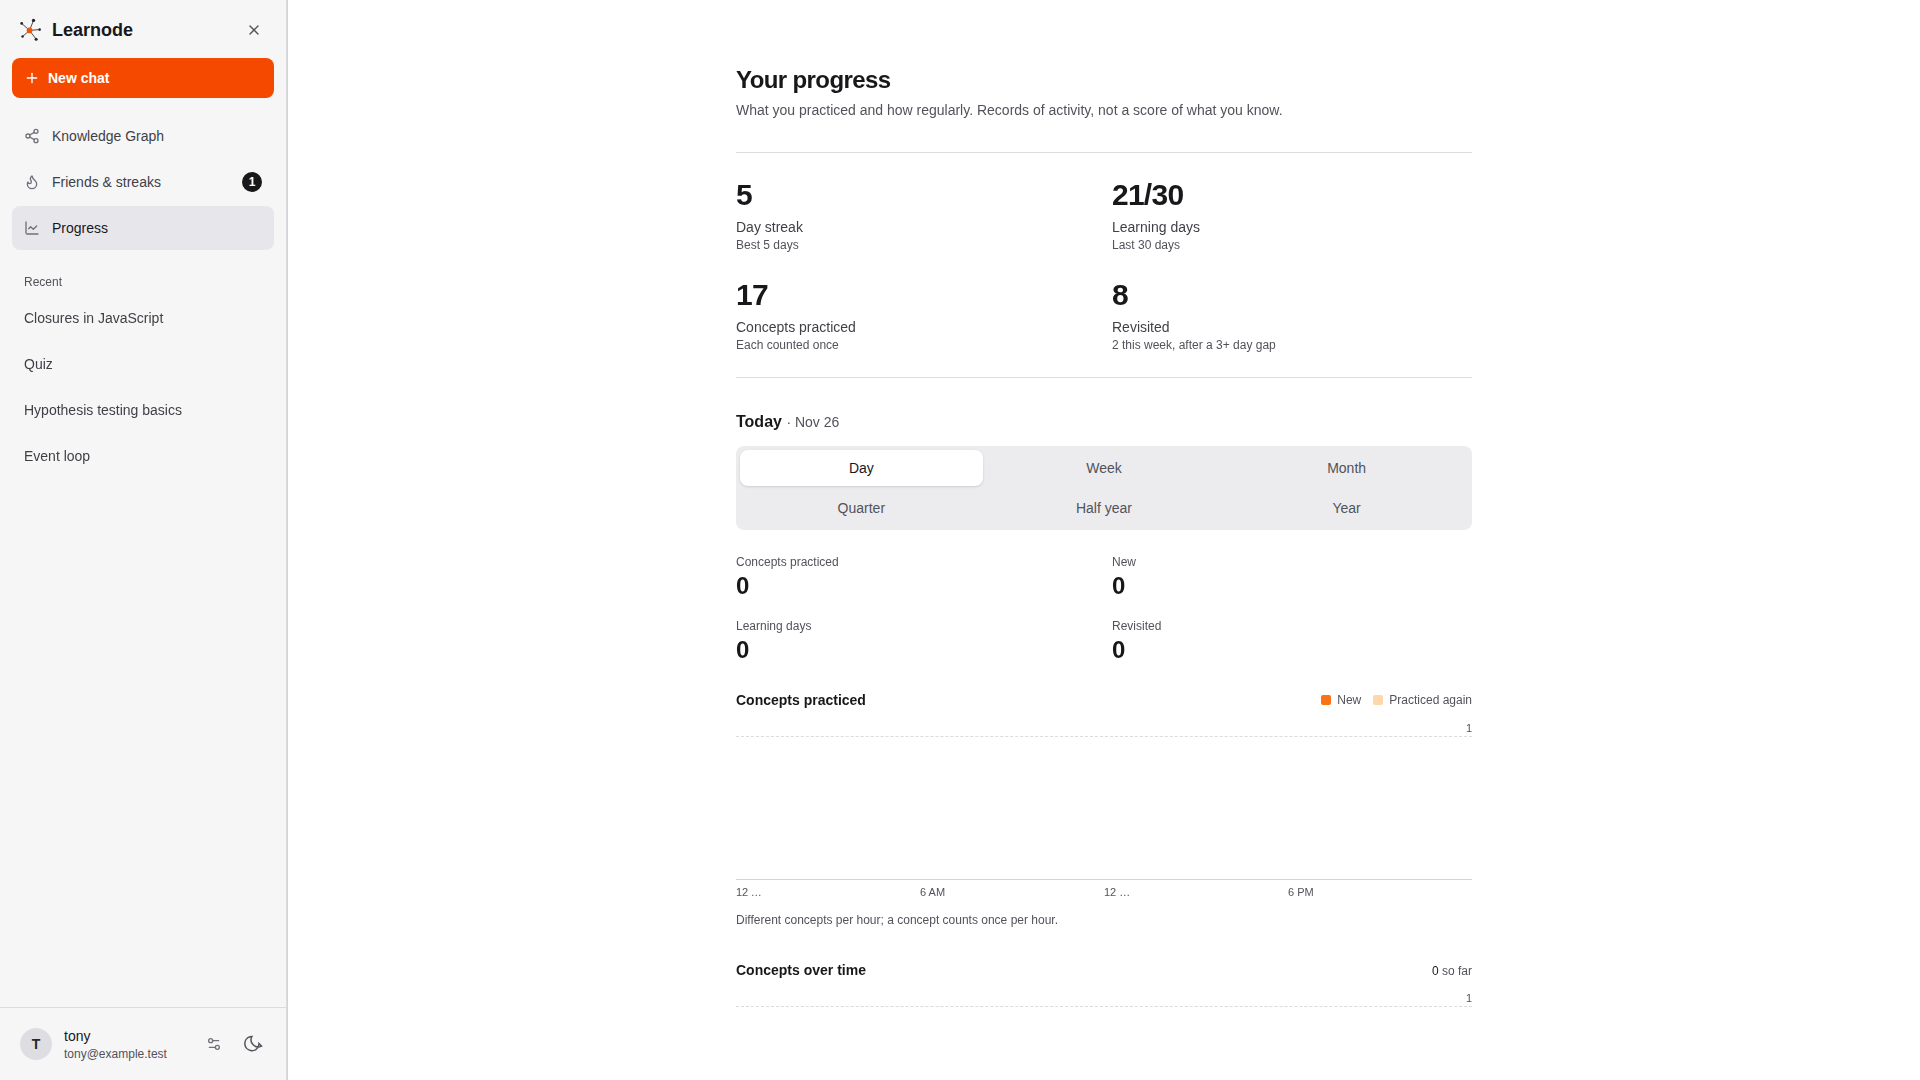 Learnode
New chat
Knowledge Graph
Friends & streaks 1
Progress
Recent
Closures in JavaScript
Quiz
Hypothesis testing basics
Event loop
T
tony
tony@example.test
Your progress
What you practiced and how regularly. Records of activity, not a score of what you know.
5
Day streak
Best 5 days
21/30
Learning days
Last 30 days
17
Concepts practiced
Each counted once
8
Revisited
2 this week, after a 3+ day gap
Today · Nov 26
Day Week Month
Quarter Half year Year
Concepts practiced
0
New
0
Learning days
0
Revisited
0
Concepts practiced
New Practiced again
1
12 … 6 AM 12 … 6 PM
Different concepts per hour; a concept counts once per hour.
Concepts over time
0 so far
1